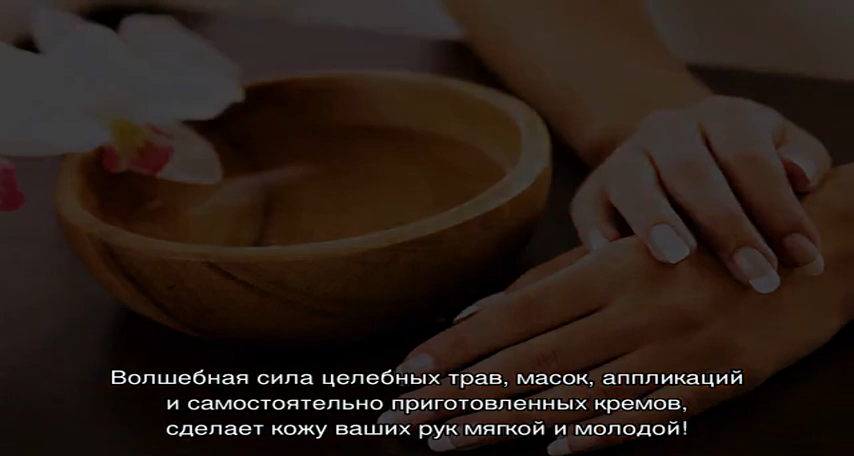 Волшебная сила целебных трав, масок, аппликаций
и самостоятельно приготовленных кремов,
сделает кожу ваших рук мягкой и молодой!